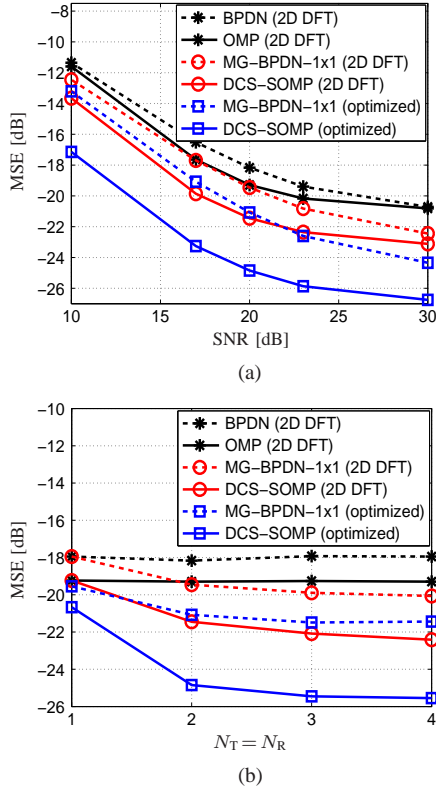 −8
−10
−12
−14
−16
−18
−20
−22
−24
−26
MSE [dB]
BPDN (2D DFT)
OMP (2D DFT)
MG−BPDN−1x1 (2D DFT)
DCS−SOMP (2D DFT)
MG−BPDN−1x1 (optimized)
DCS−SOMP (optimized)
10 15 20 25 30
SNR [dB]
(a)
−10
−12
−14
−16
−18
−20
−22
−24
−26
MSE [dB]
BPDN (2D DFT)
OMP (2D DFT)
MG−BPDN−1x1 (2D DFT)
DCS−SOMP (2D DFT)
MG−BPDN−1x1 (optimized)
DCS−SOMP (optimized)
1 2 3 4
N_T = N_R
(b)